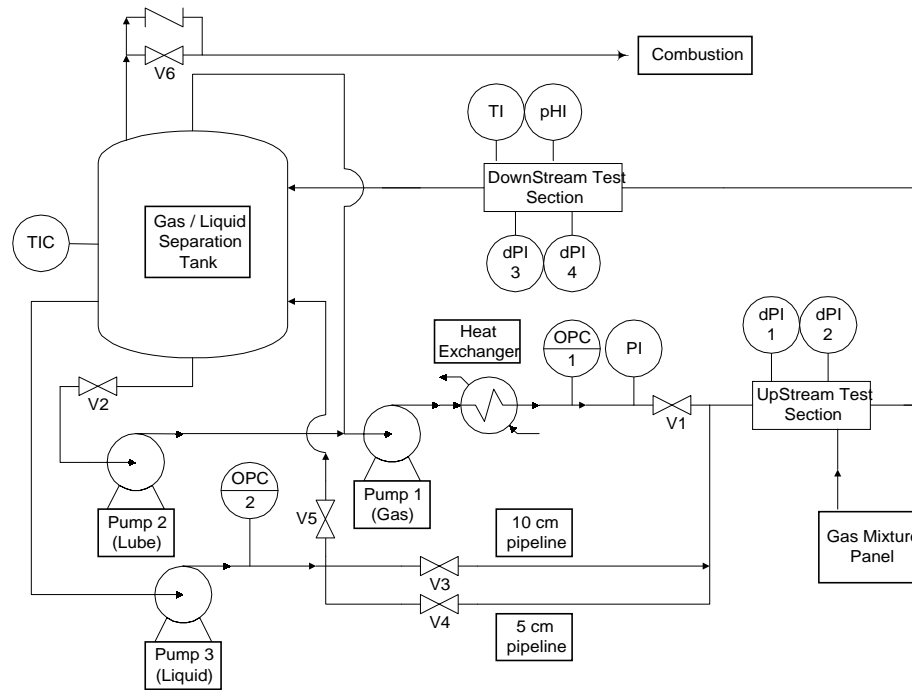 V6
Combustion
TI
pHI
DownStream Test
Section
Gas / Liquid
Separation
Tank
TIC
dPI
3
dPI
4
Heat
Exchanger
OPC
1
PI
dPI
1
dPI
2
UpStream Test
Section
V2
V1
OPC
2
Pump 1
(Gas)
Pump 2
(Lube)
V5
10 cm
pipeline
Gas Mixture
Panel
V3
V4
5 cm
pipeline
Pump 3
(Liquid)